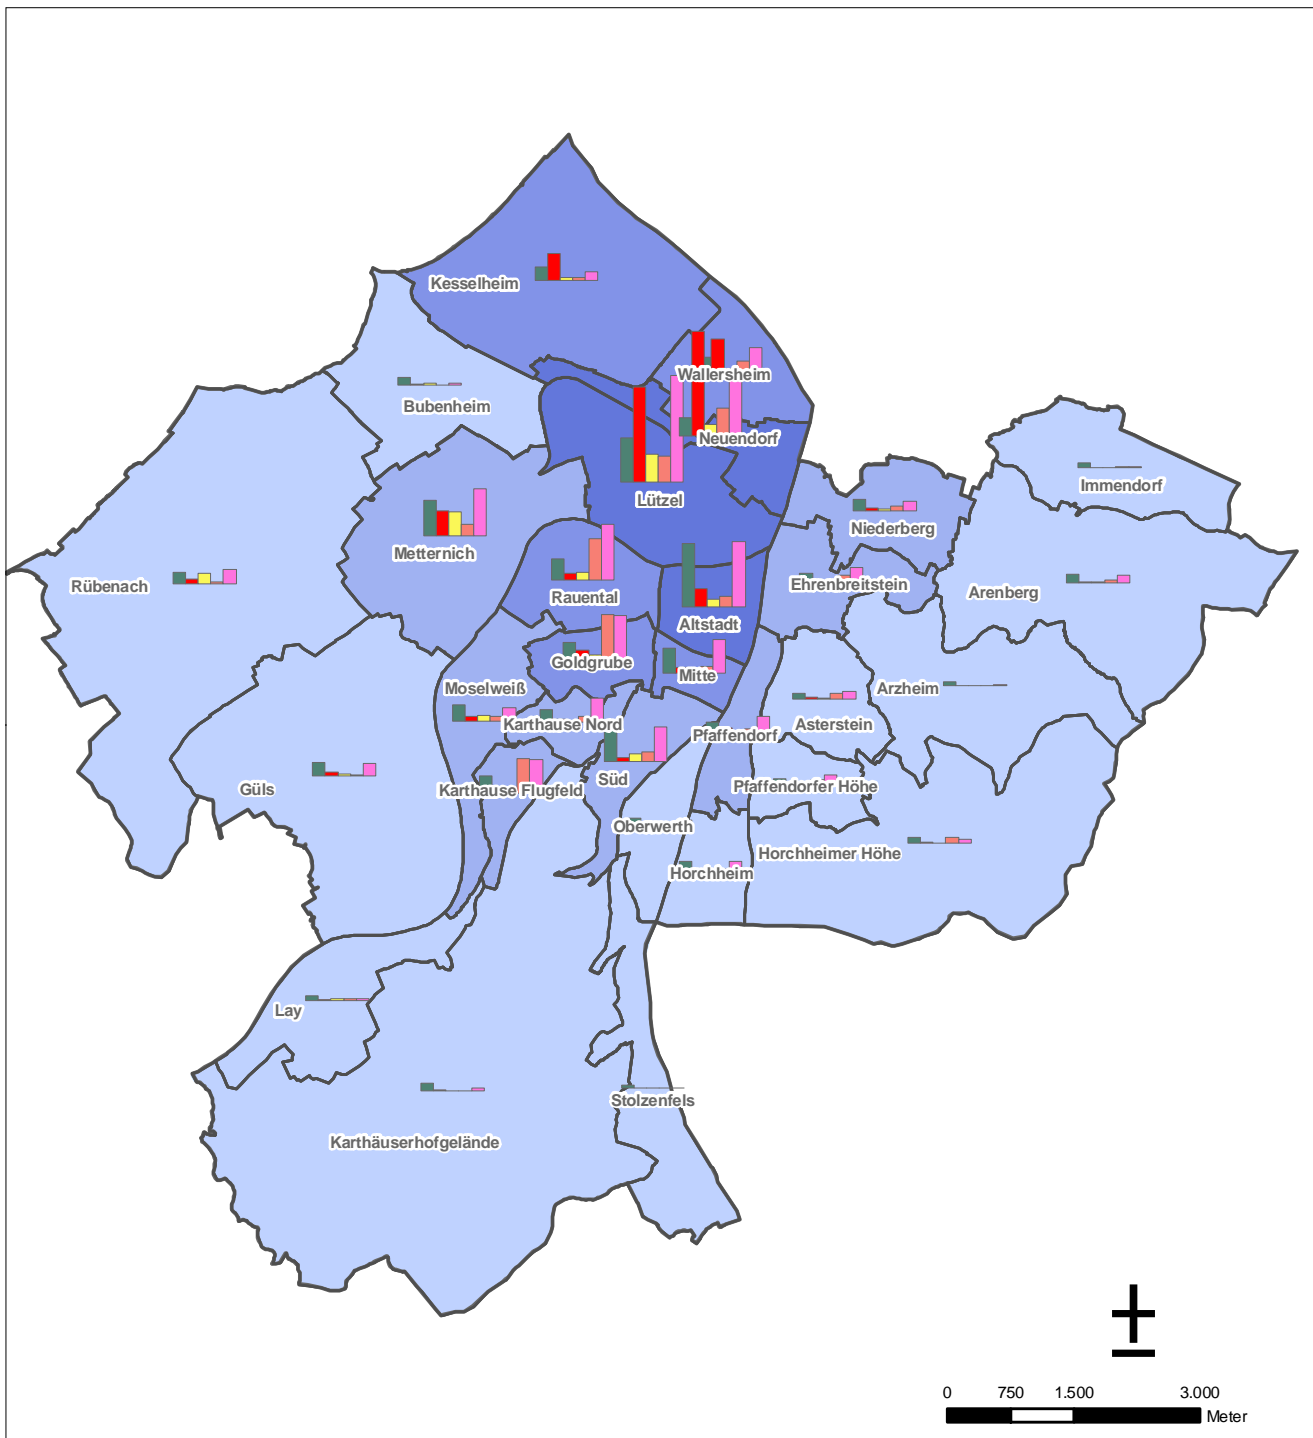 Kesselheim
Wallersheim
Bubenheim
Neuendorf
Immendorf
Lützel
Niederberg
Metternich
Rübenach
Rauental
Ehrenbreitstein
Arenberg
Altstadt
Goldgrube
Mitte
Moselweiß
Arzheim
Karthause Nord
Asterstein
Pfaffendorf
Süd
Güls
Karthause Flugfeld
Pfaffendorfer Höhe
Oberwerth
Horchheimer Höhe
Horchheim
Lay
Stolzenfels
Karthäuserhofgelände
0 750 1.500 3.000
Meter